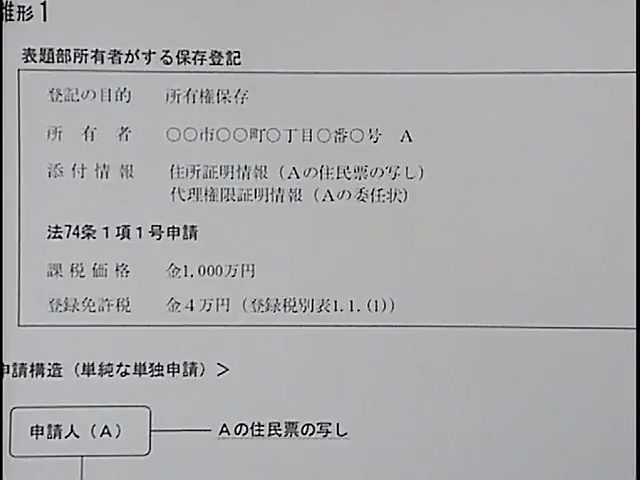 雛形1
表題部所有者がする保存登記
登記の目的 所有権保存
所有者 ○○市○○町○丁目○番○号 A
添付情報 住所証明情報（Aの住民票の写し）
代理権限証明情報（Aの委任状）
法74条1項1号申請
課税価格 金1,000万円
登録免許税 金4万円（登録税別表1.1.(1)）
申請構造（単純な単独申請）＞
申請人（A）
Aの住民票の写し